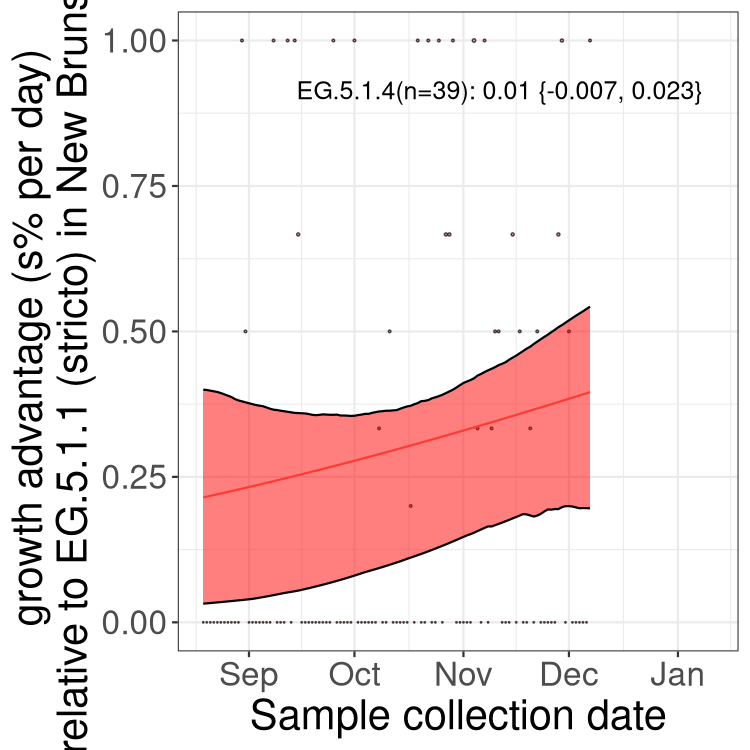 growth advantage (s% per day)
relative to EG.5.1.1 (stricto) in New Bruns
1.00
0.75
0.50
0.25
0.00
EG.5.1.4(n=39): 0.01 {-0.007, 0.023}
Sep Oct Nov Dec Jan
Sample collection date